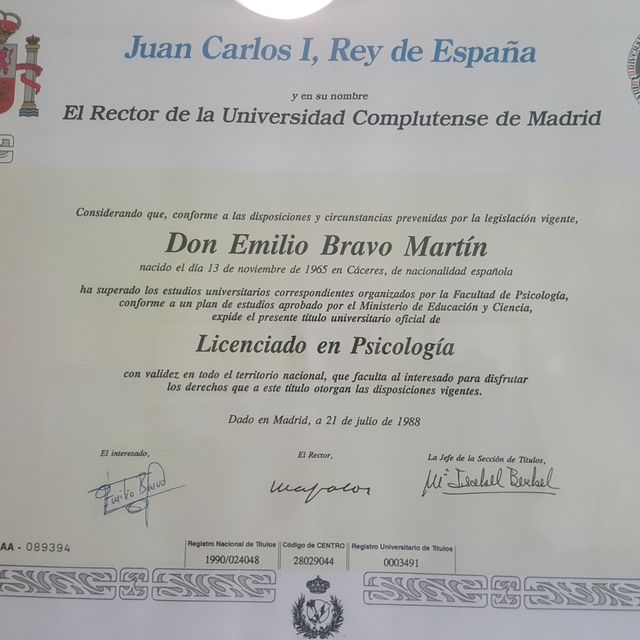 Juan Carlos I, Rey de España
y en su nombre
El Rector de la Universidad Complutense de Madrid
Considerando que, conforme a las disposiciones y circunstancias prevenidas por la legislación vigente,
Don Emilio Bravo Martín
nacido el día 13 de noviembre de 1965 en Cáceres, de nacionalidad española
ha superado los estudios universitarios correspondientes organizados por la Facultad de Psicología,
conforme a un plan de estudios aprobado por el Ministerio de Educación y Ciencia,
expide el presente título universitario oficial de
Licenciado en Psicología
con validez en todo el territorio nacional, que faculta al interesado para disfrutar
los derechos que a este título otorgan las disposiciones vigentes.
Dado en Madrid, a 21 de julio de 1988
El interesado, El Rector, La Jefe de la Sección de Títulos,
Emilio Bravo
AA - 089394
Registro Nacional de Títulos Código de CENTRO Registro Universitario de Títulos
1990/024048 28029044 0003491